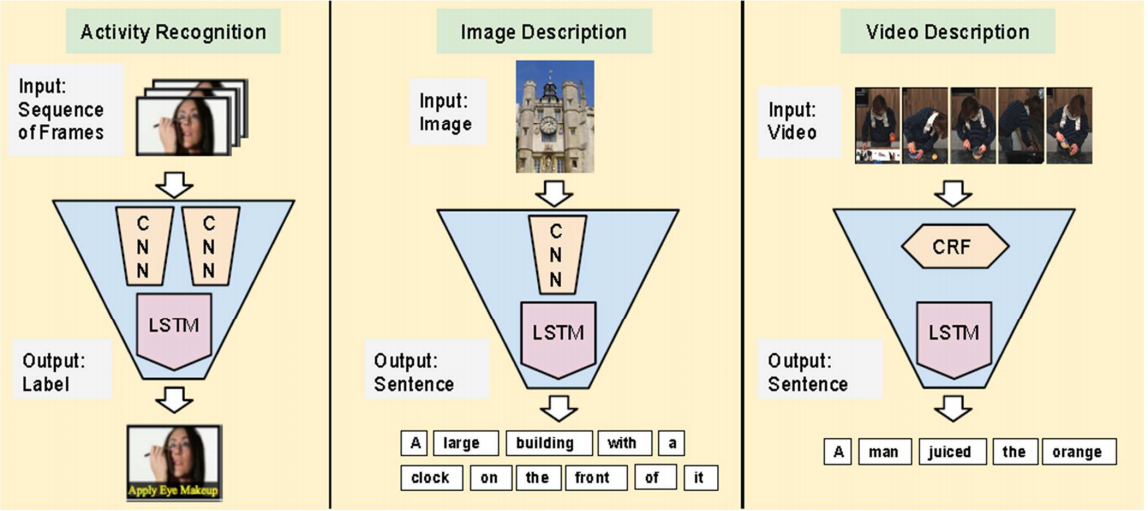 Activity Recognition
Input:
Sequence
of Frames
C
N
N
C
N
N
LSTM
Output:
Label
Apply Eye Makeup
Image Description
Input:
Image
C
N
N
LSTM
Output:
Sentence
A large building with a
clock on the front of it
Video Description
Input:
Video
CRF
LSTM
Output:
Sentence
A man juiced the orange